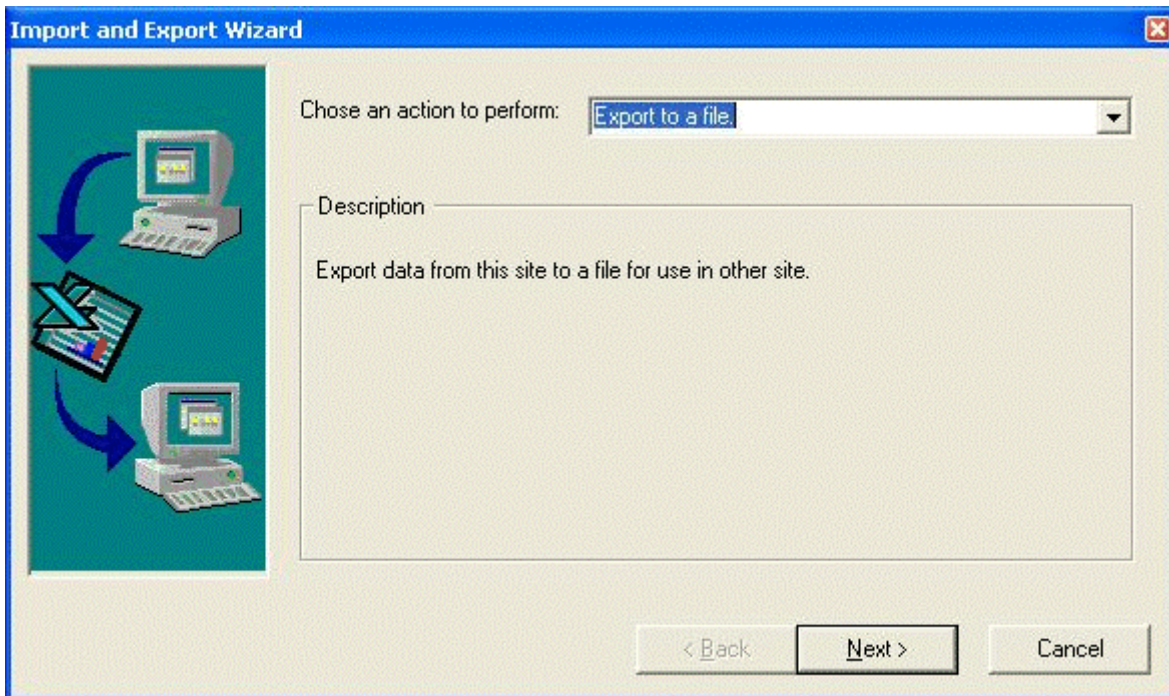 Import and Export Wizard
Chose an action to perform:
Export to a file.
Description
Export data from this site to a file for use in other site.
< Back
Next >
Cancel